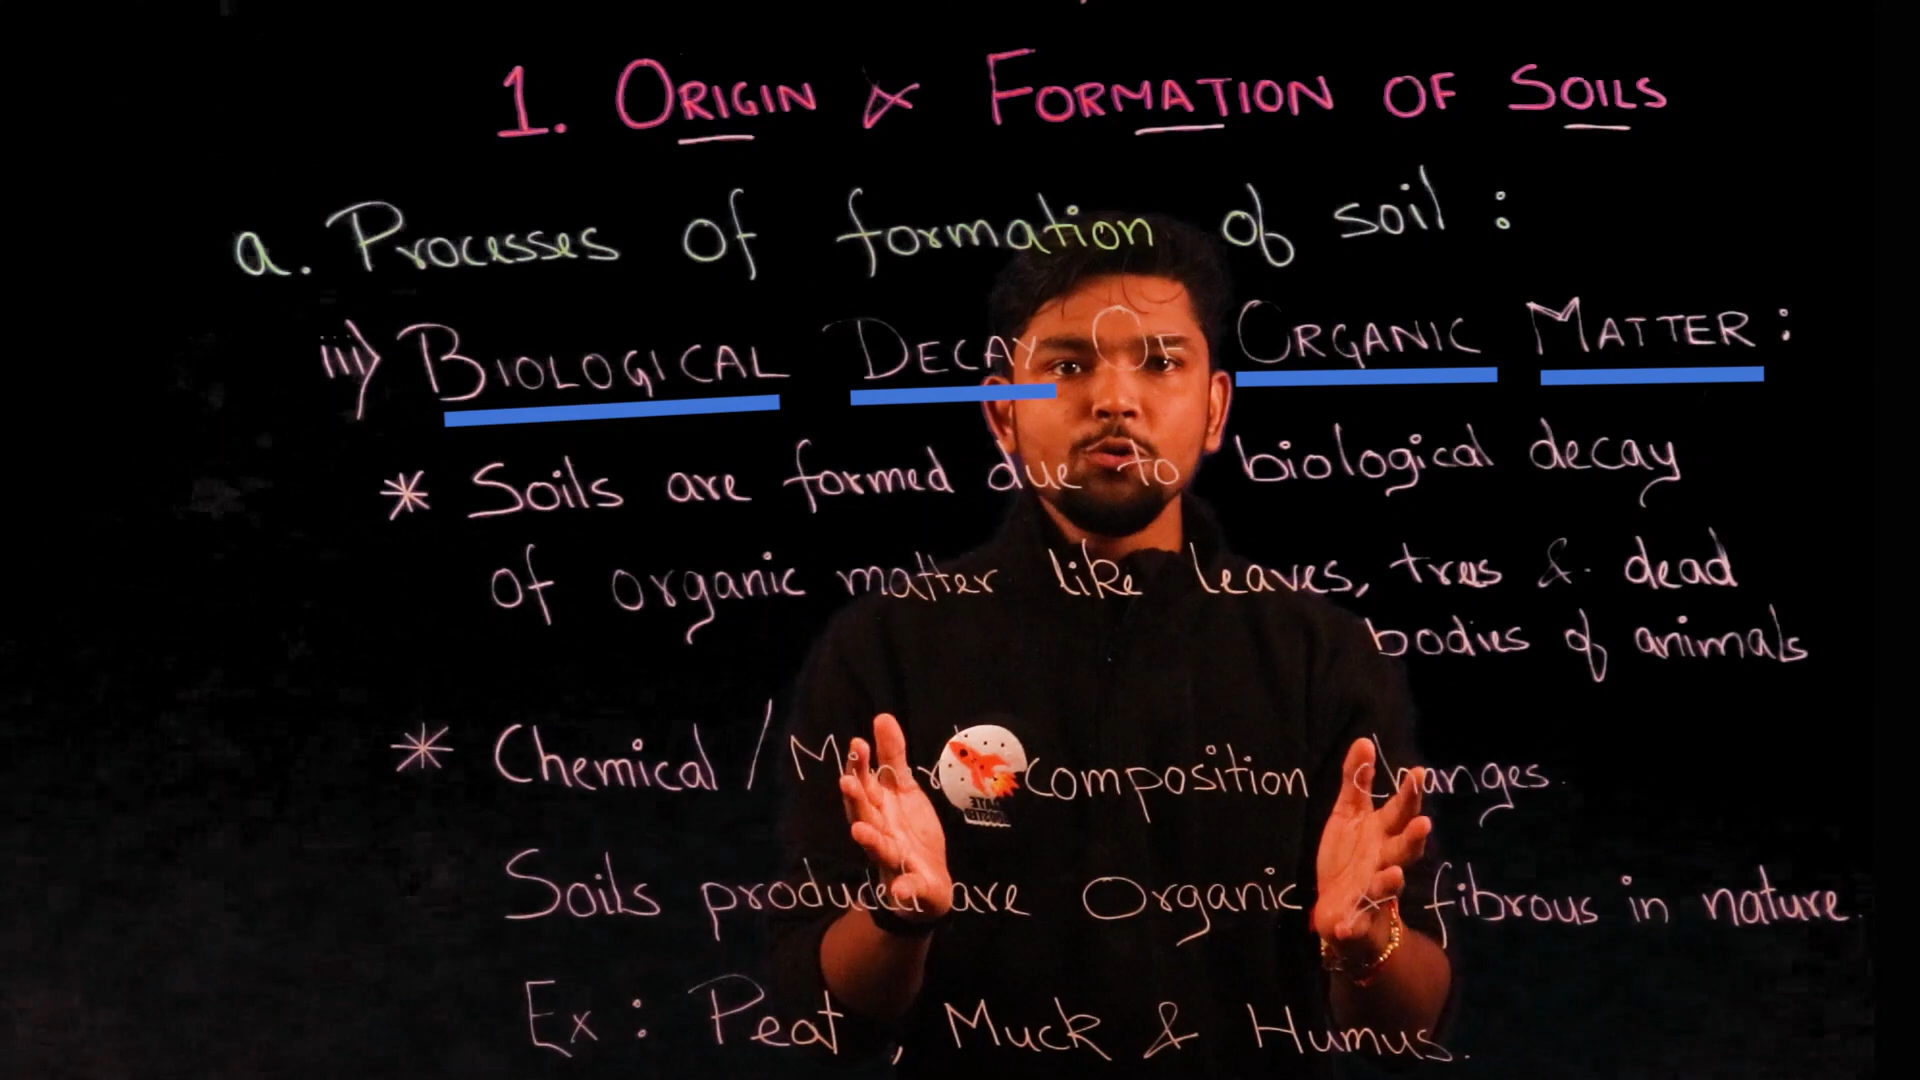 1. ORIGIN & FORMATION OF SOILS
a. Processes of formation of soil :
iii) BIOLOGICAL DECAY OF ORGANIC MATTER :
* Soils are formed due to biological decay
of organic matter like leaves, trees & dead
bodies of animals
* Chemical / composition changes.
Soils produced are Organic & fibrous in nature.
Ex : Peat , Muck & Humus.